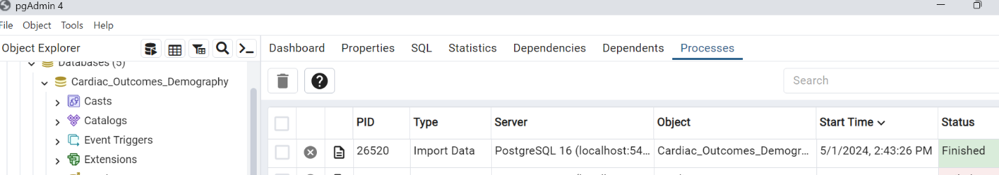 pgAdmin 4
File Object Tools Help
Object Explorer
Dashboard Properties SQL Statistics Dependencies Dependents Processes
Databases (5)
Cardiac_Outcomes_Demography
Search
Casts
Catalogs
Event Triggers
Extensions
PID Type Server Object Start Time Status
26520 Import Data PostgreSQL 16 (localhost:54... Cardiac_Outcomes_Demogr... 5/1/2024, 2:43:26 PM Finished